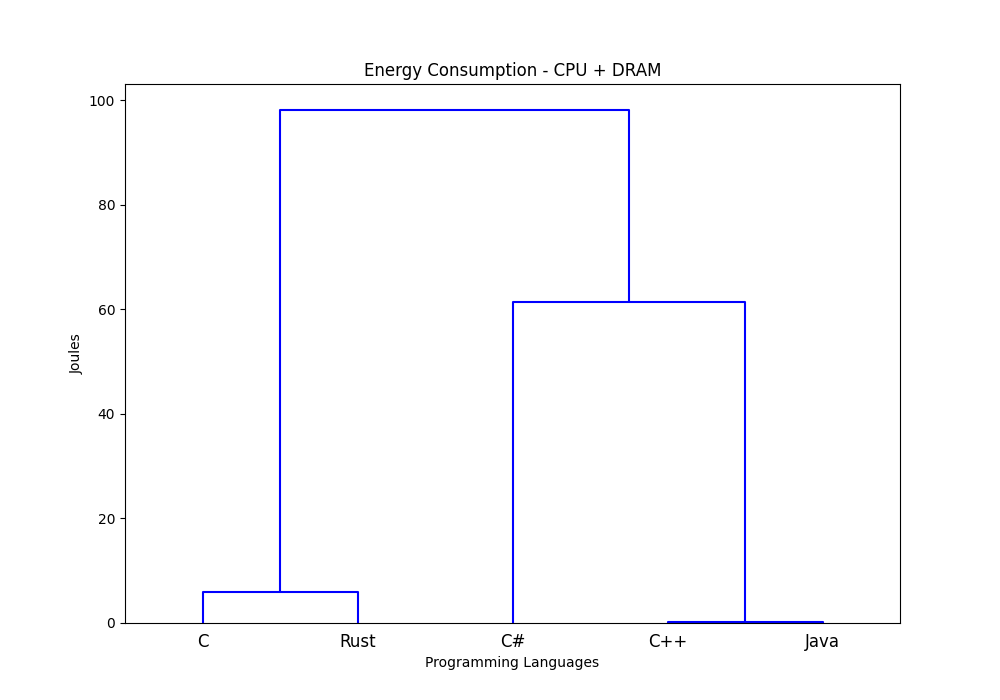 Energy Consumption - CPU + DRAM
100
80
60
40
20
0
Joules
C Rust C# C++ Java
Programming Languages